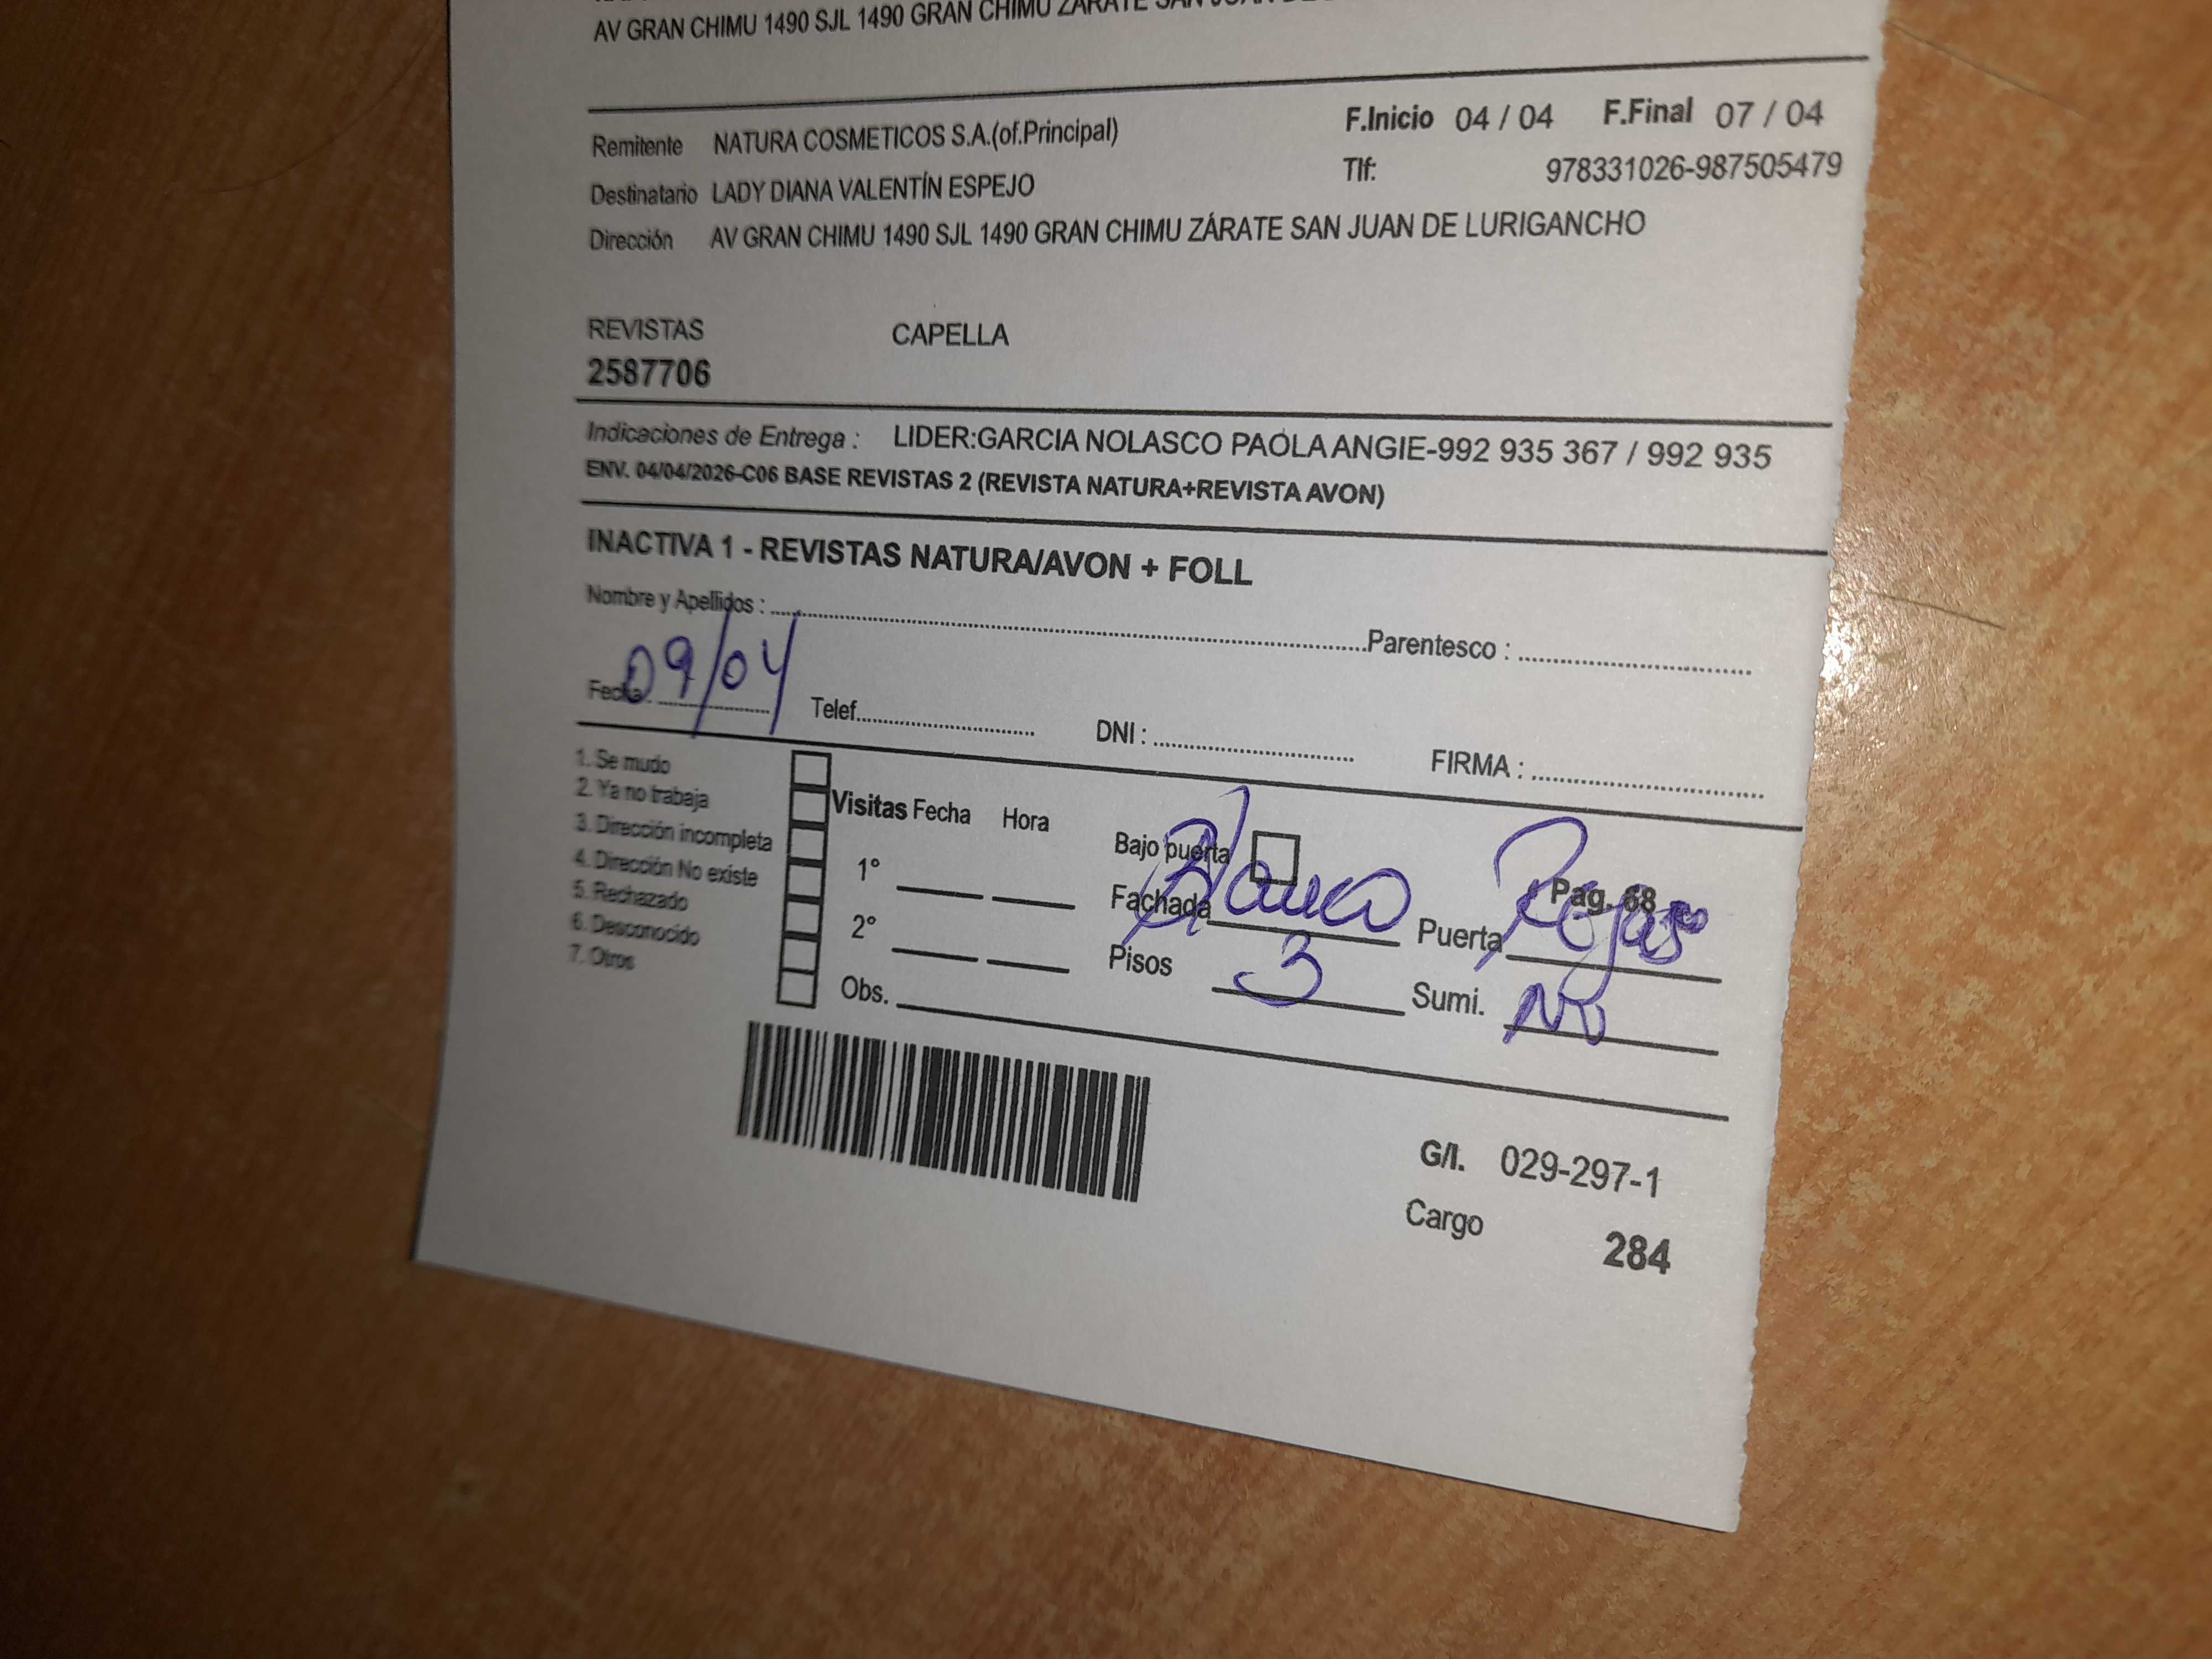 AV GRAN CHIMU 1490 SJL 1490 GRAN CHIMU ZÁRATE SAN JUAN DE
F.Inicio 04 / 04 F.Final 07 / 04
Remitente NATURA COSMETICOS S.A.(of.Principal)
Tlf: 978331026-987505479
Destinatario LADY DIANA VALENTÍN ESPEJO
Dirección AV GRAN CHIMU 1490 SJL 1490 GRAN CHIMU ZÁRATE SAN JUAN DE LURIGANCHO
REVISTAS CAPELLA
2587706
Indicaciones de Entrega : LIDER:GARCIA NOLASCO PAOLA ANGIE-992 935 367 / 992 935
ENV. 04/04/2026-C06 BASE REVISTAS 2 (REVISTA NATURA+REVISTA AVON)
INACTIVA 1 - REVISTAS NATURA/AVON + FOLL
Nombre y Apellidos : Parentesco :
Fecha 09/04 Telef. DNI : FIRMA :
1. Se mudo
2. Ya no trabaja
3. Dirección incompleta
4. Dirección No existe
5. Rechazado
6. Desconocido
7. Otros
Visitas Fecha Hora
1°
2°
Obs.
Bajo puerta
Pag. 68
Fachada Blanco Puerta
Pisos 3 Sumi. No
G/I. 029-297-1
Cargo 284